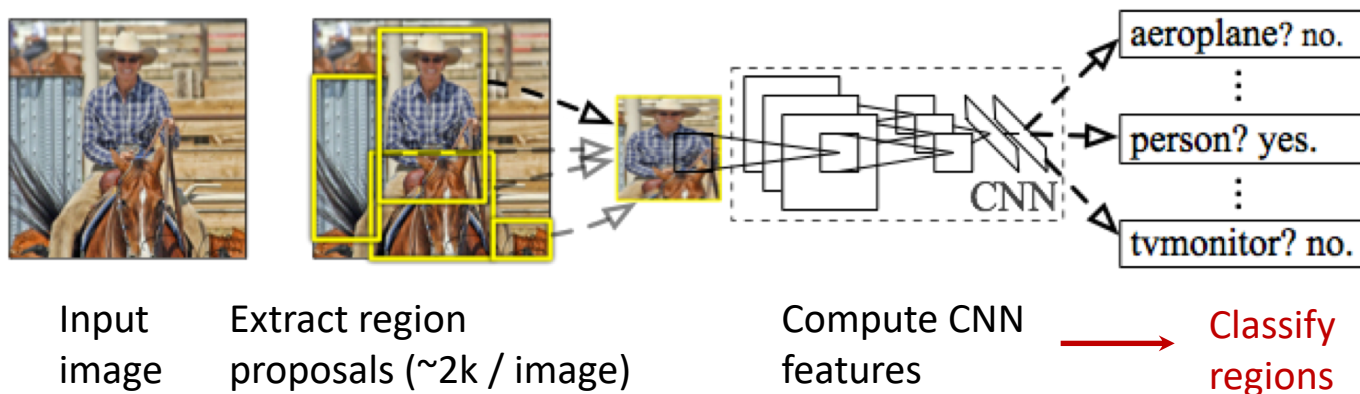 aeroplane? no.
⋮
person? yes.
CNN
⋮
tvmonitor? no.
Input
image
Extract region
proposals (~2k / image)
Compute CNN
features
Classify
regions